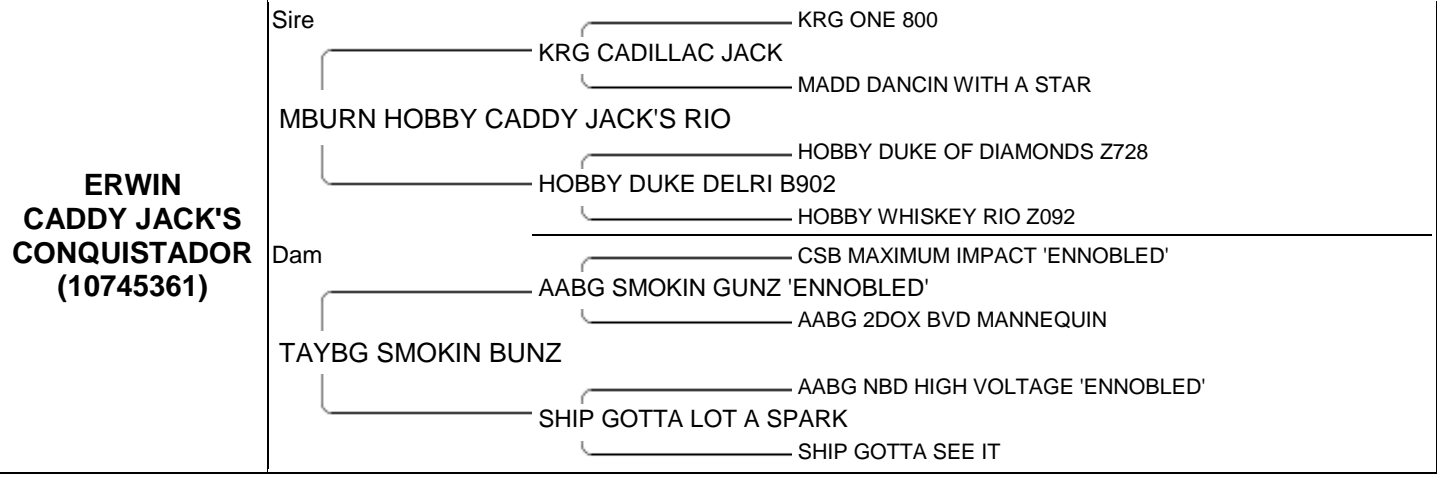 Sire
KRG ONE 800
KRG CADILLAC JACK
MADD DANCIN WITH A STAR
MBURN HOBBY CADDY JACK'S RIO
HOBBY DUKE OF DIAMONDS Z728
HOBBY DUKE DELRI B902
HOBBY WHISKEY RIO Z092
ERWIN
CADDY JACK'S
CONQUISTADOR
(10745361)
Dam
CSB MAXIMUM IMPACT 'ENNOBLED'
AABG SMOKIN GUNZ 'ENNOBLED'
AABG 2DOX BVD MANNEQUIN
TAYBG SMOKIN BUNZ
AABG NBD HIGH VOLTAGE 'ENNOBLED'
SHIP GOTTA LOT A SPARK
SHIP GOTTA SEE IT